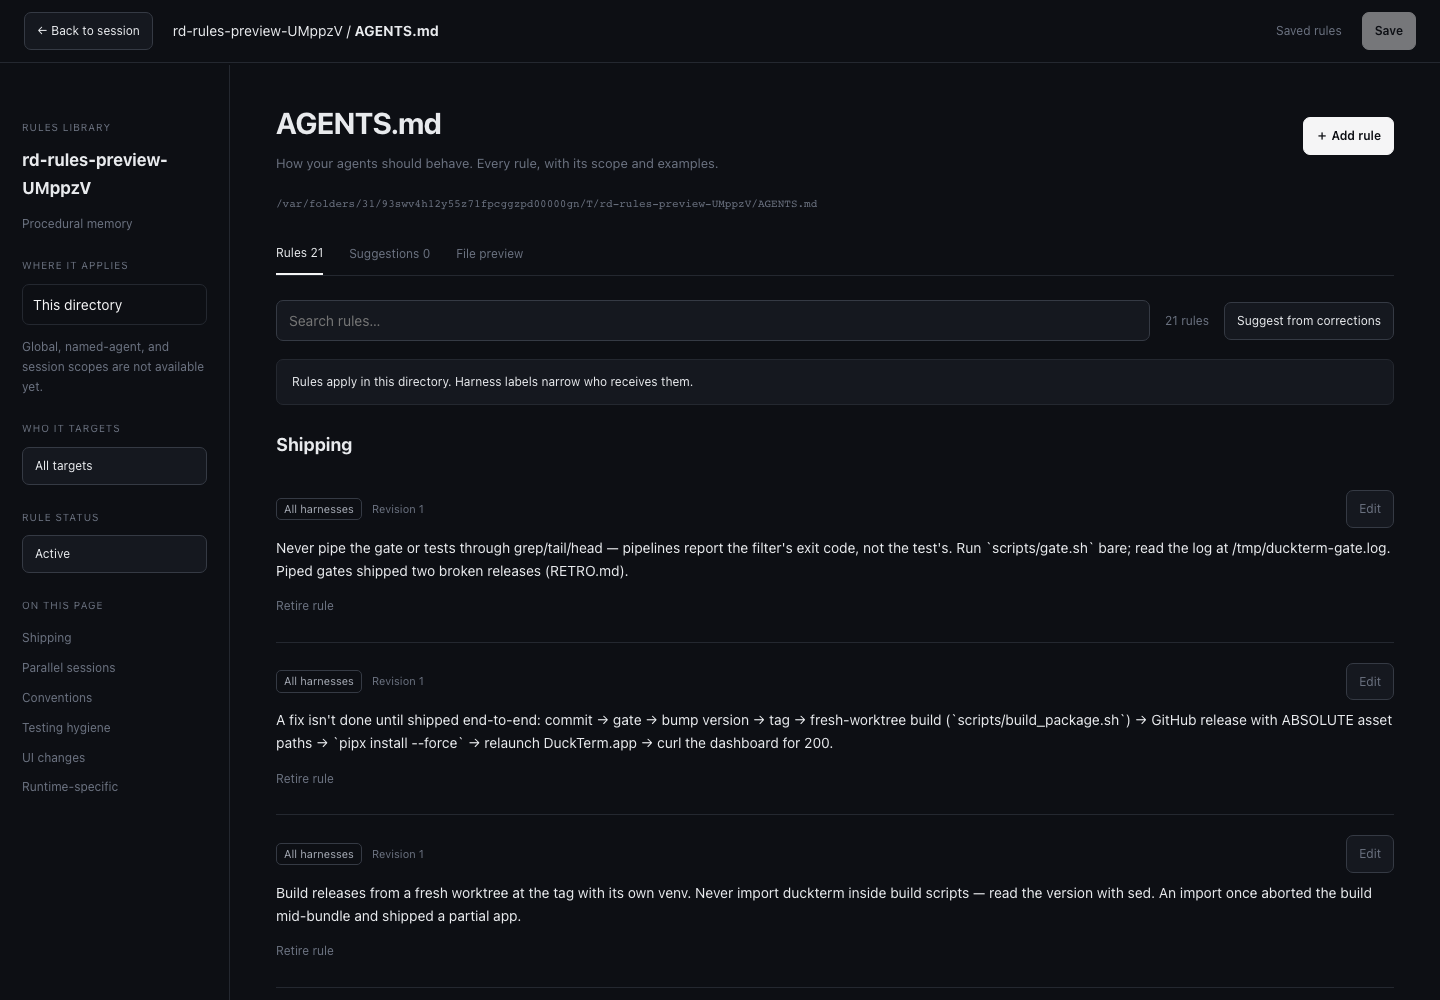 ← Back to session
rd-rules-preview-UMppzV / AGENTS.md
Saved rules
Save
RULES LIBRARY
rd-rules-preview-
UMppzV
Procedural memory
WHERE IT APPLIES
This directory
Global, named-agent, and
session scopes are not available
yet.
WHO IT TARGETS
All targets
RULE STATUS
Active
ON THIS PAGE
Shipping
Parallel sessions
Conventions
Testing hygiene
UI changes
Runtime-specific
AGENTS.md
+ Add rule
How your agents should behave. Every rule, with its scope and examples.
/var/folders/31/93swv4hl2y55z7lfpcggzpd00000gn/T/rd-rules-preview-UMppzV/AGENTS.md
Rules 21
Suggestions 0
File preview
Search rules...
21 rules
Suggest from corrections
Rules apply in this directory. Harness labels narrow who receives them.
Shipping
All harnesses
Revision 1
Edit
Never pipe the gate or tests through grep/tail/head — pipelines report the filter's exit code, not the test's. Run `scripts/gate.sh` bare; read the log at /tmp/duckterm-gate.log.
Piped gates shipped two broken releases (RETRO.md).
Retire rule
All harnesses
Revision 1
Edit
A fix isn't done until shipped end-to-end: commit → gate → bump version → tag → fresh-worktree build (`scripts/build_package.sh`) → GitHub release with ABSOLUTE asset
paths → `pipx install --force` → relaunch DuckTerm.app → curl the dashboard for 200.
Retire rule
All harnesses
Revision 1
Edit
Build releases from a fresh worktree at the tag with its own venv. Never import duckterm inside build scripts — read the version with sed. An import once aborted the build
mid-bundle and shipped a partial app.
Retire rule